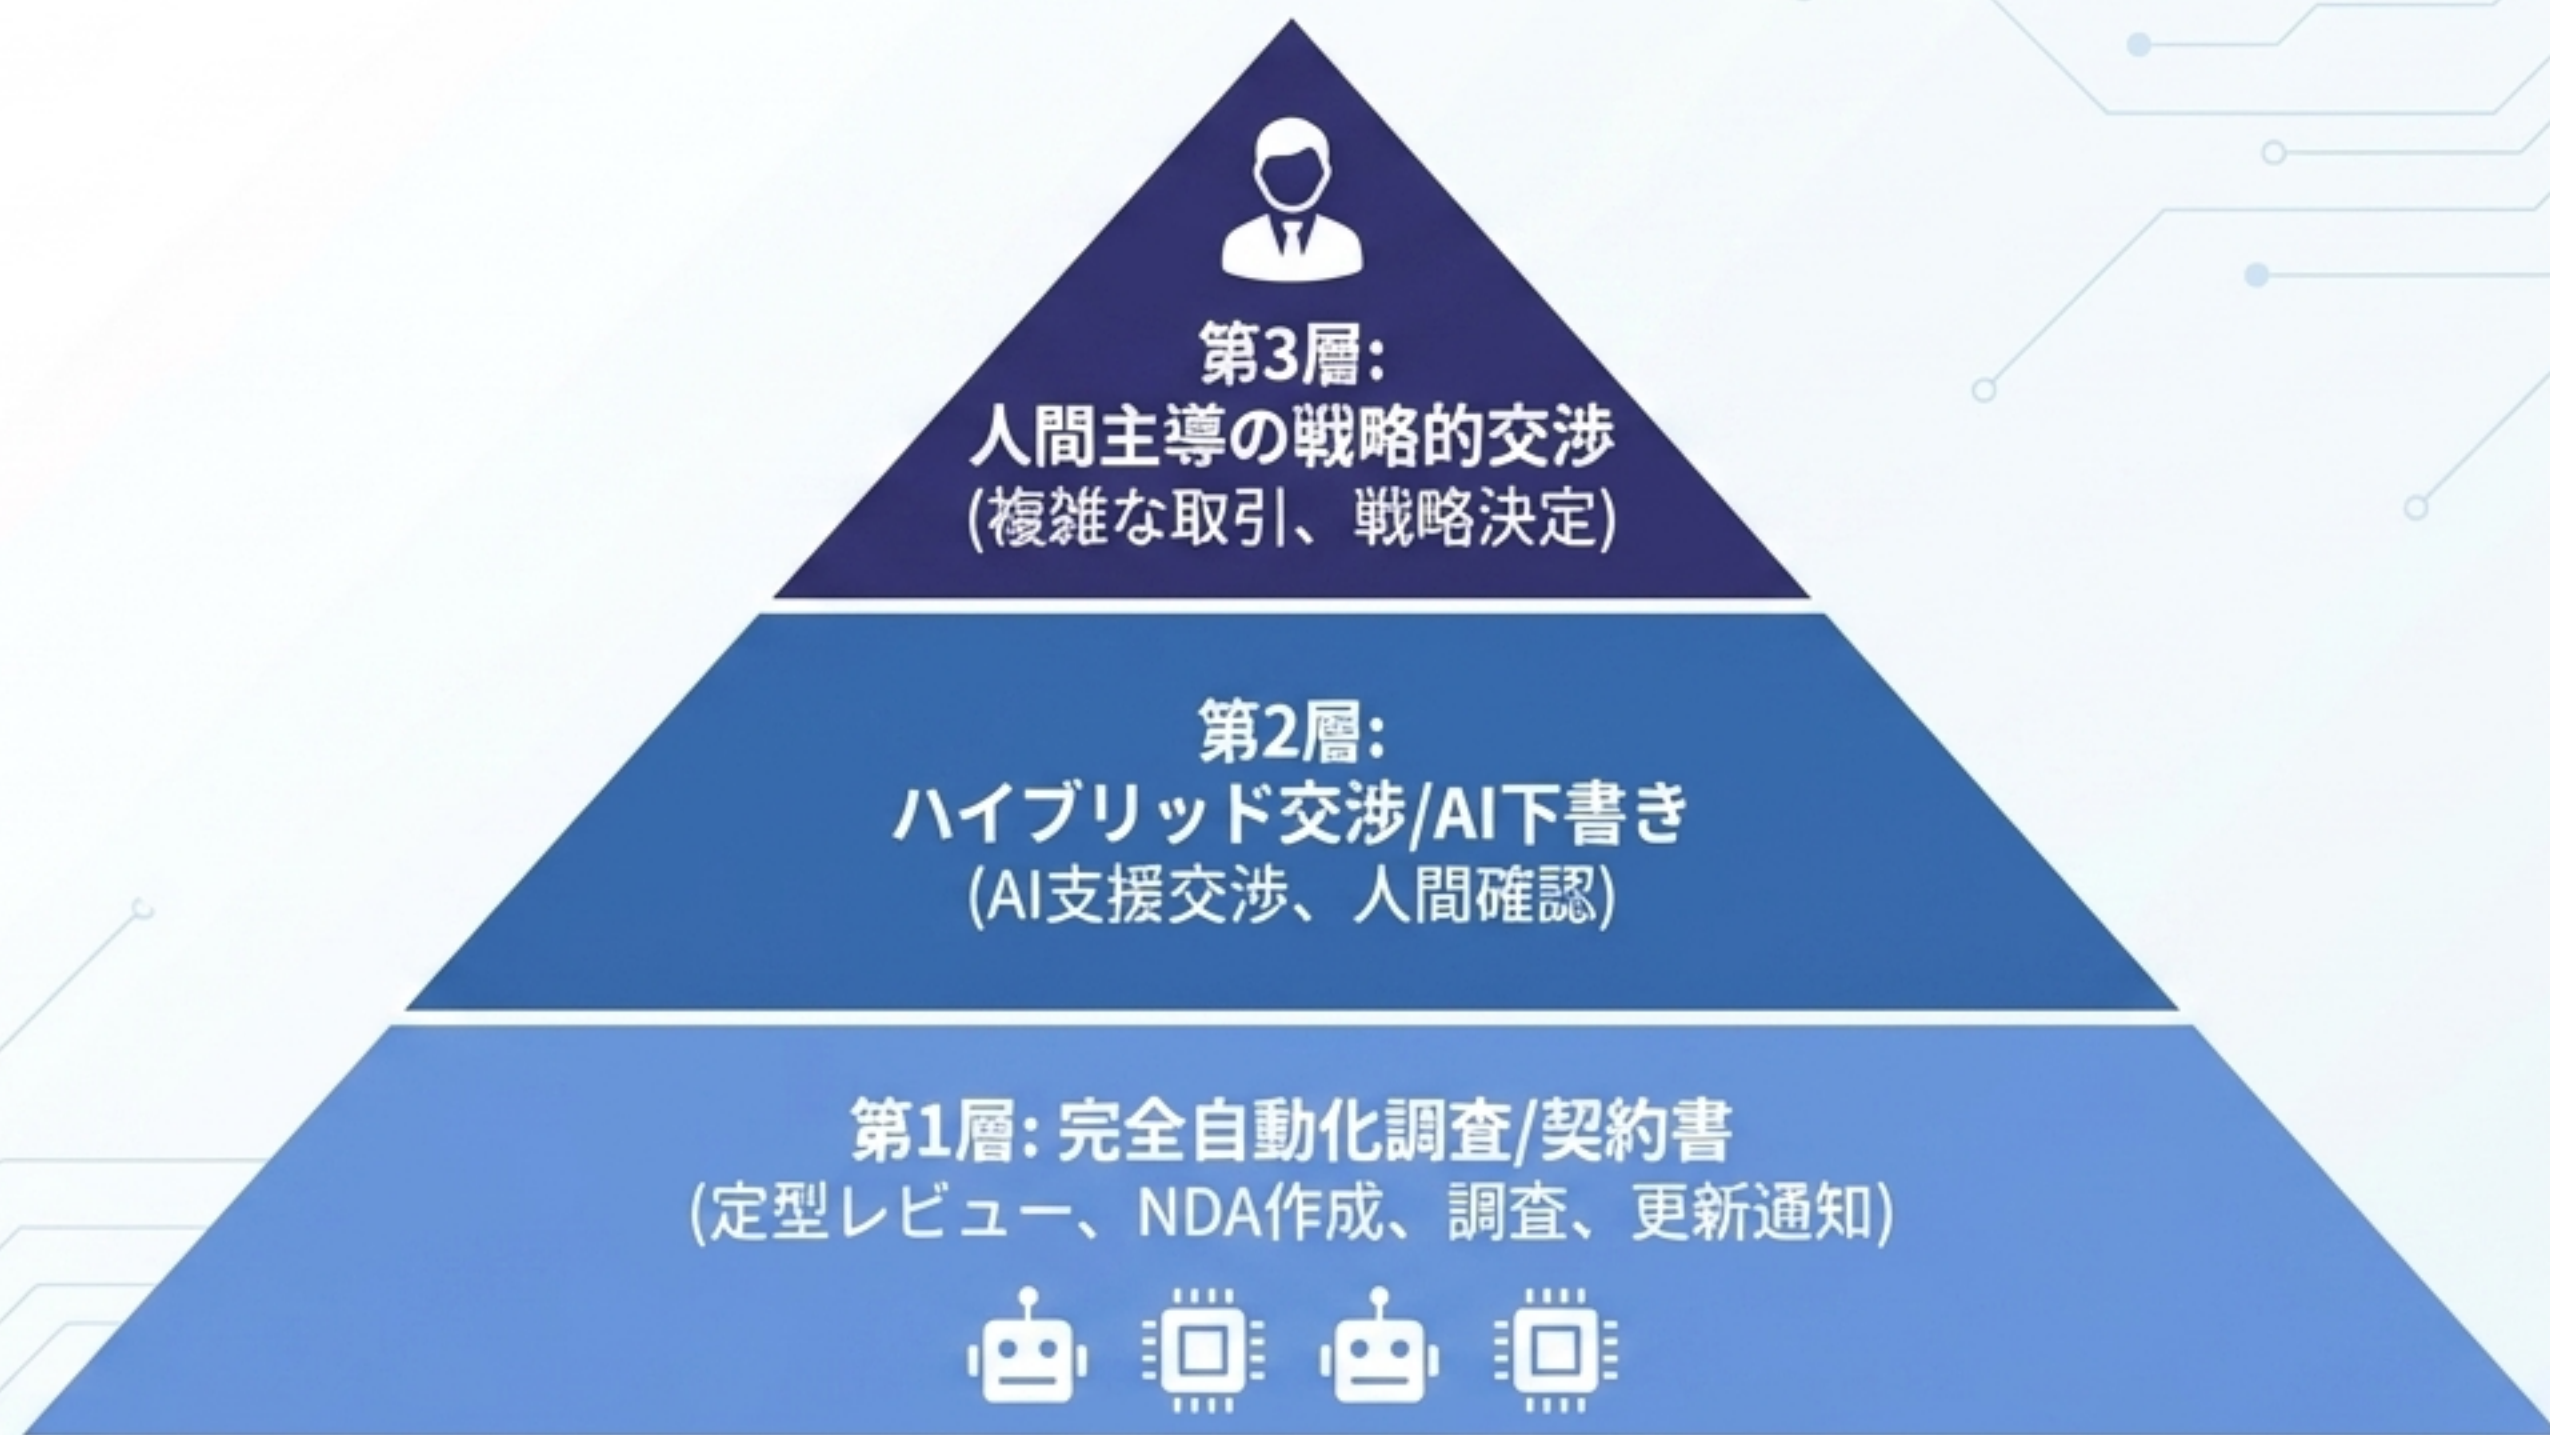 第3層:
人間主導の戦略的交渉
(複雑な取引、戦略決定)
第2層:
ハイブリッド交渉/AI下書き
(AI支援交渉、人間確認)
第1層: 完全自動化調査/契約書
(定型レビュー、NDA作成、調査、更新通知)